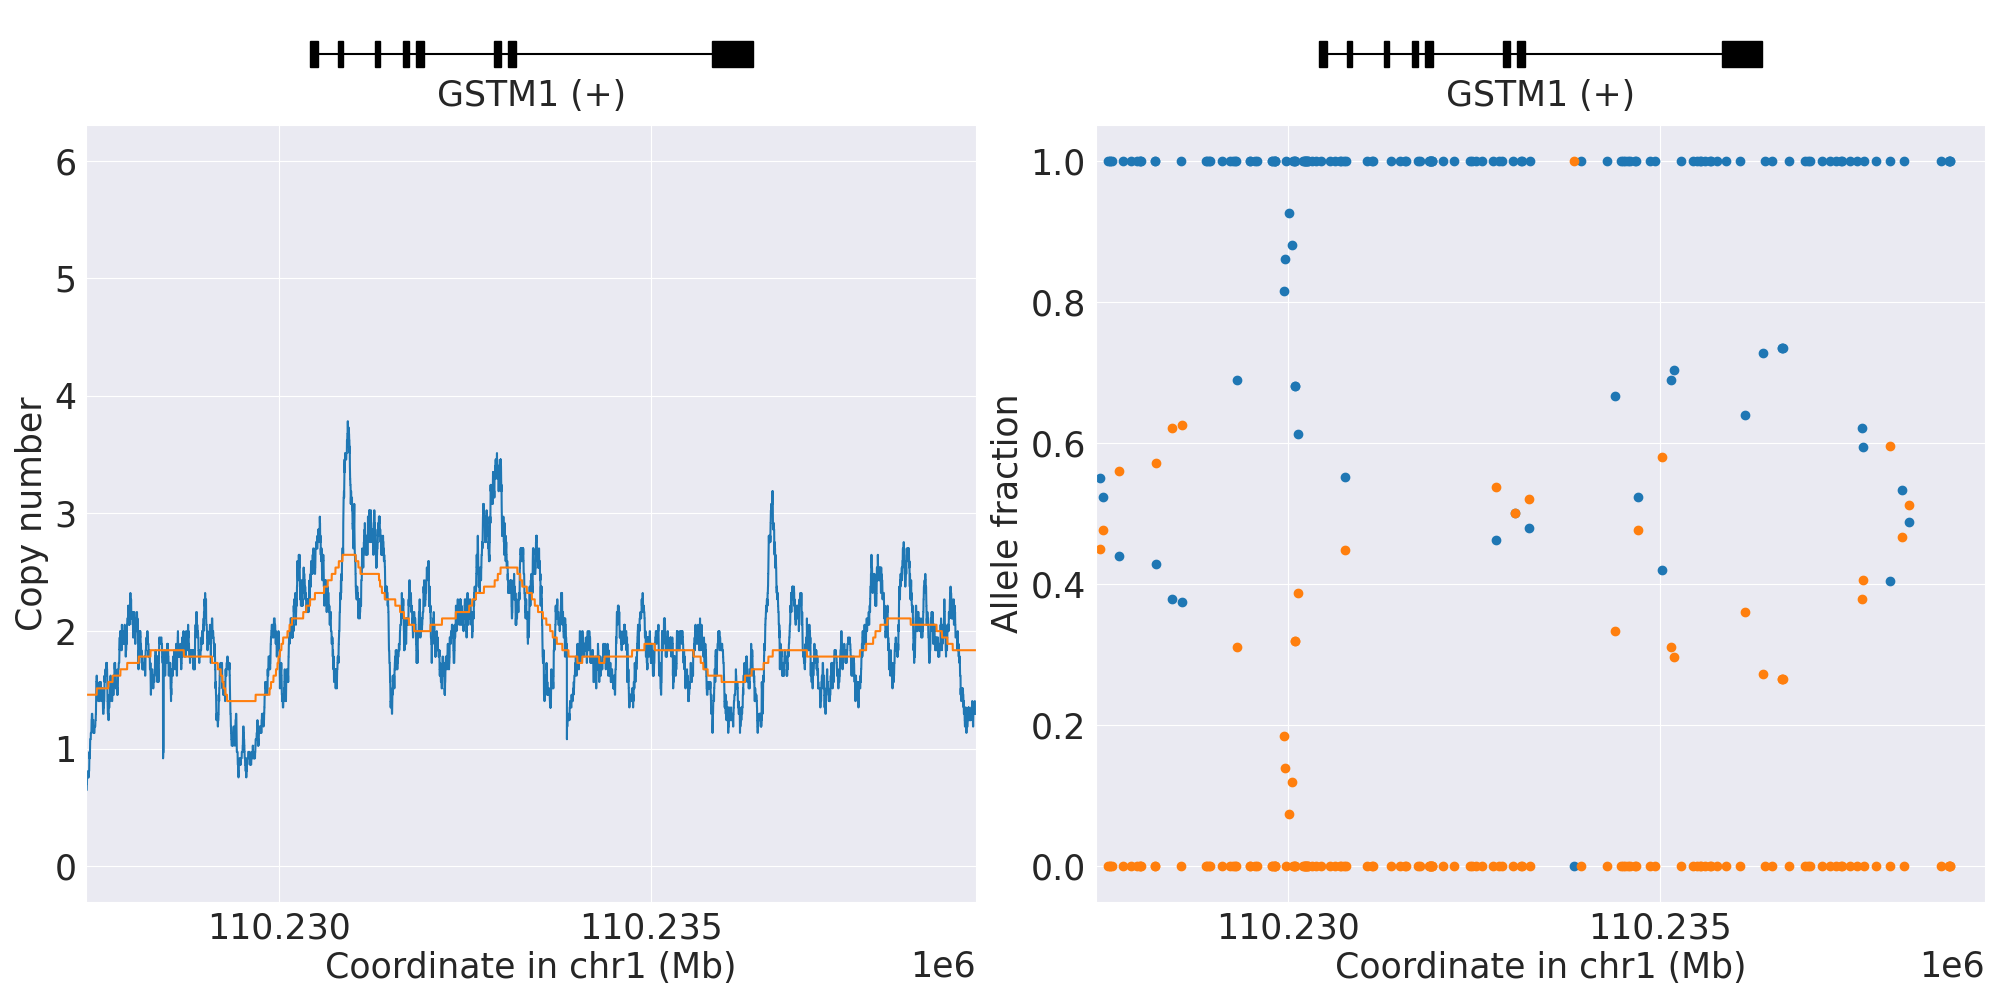 GSTM1 (+)
Copy number
6
5
4
3
2
1
0
110.230
110.235
Coordinate in chr1 (Mb)
1e6
GSTM1 (+)
Allele fraction
1.0
0.8
0.6
0.4
0.2
0.0
110.230
110.235
Coordinate in chr1 (Mb)
1e6